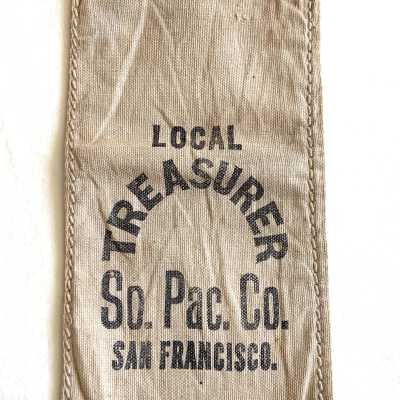 LOCAL
TREASURER
So. Pac. Co.
SAN FRANCISCO.